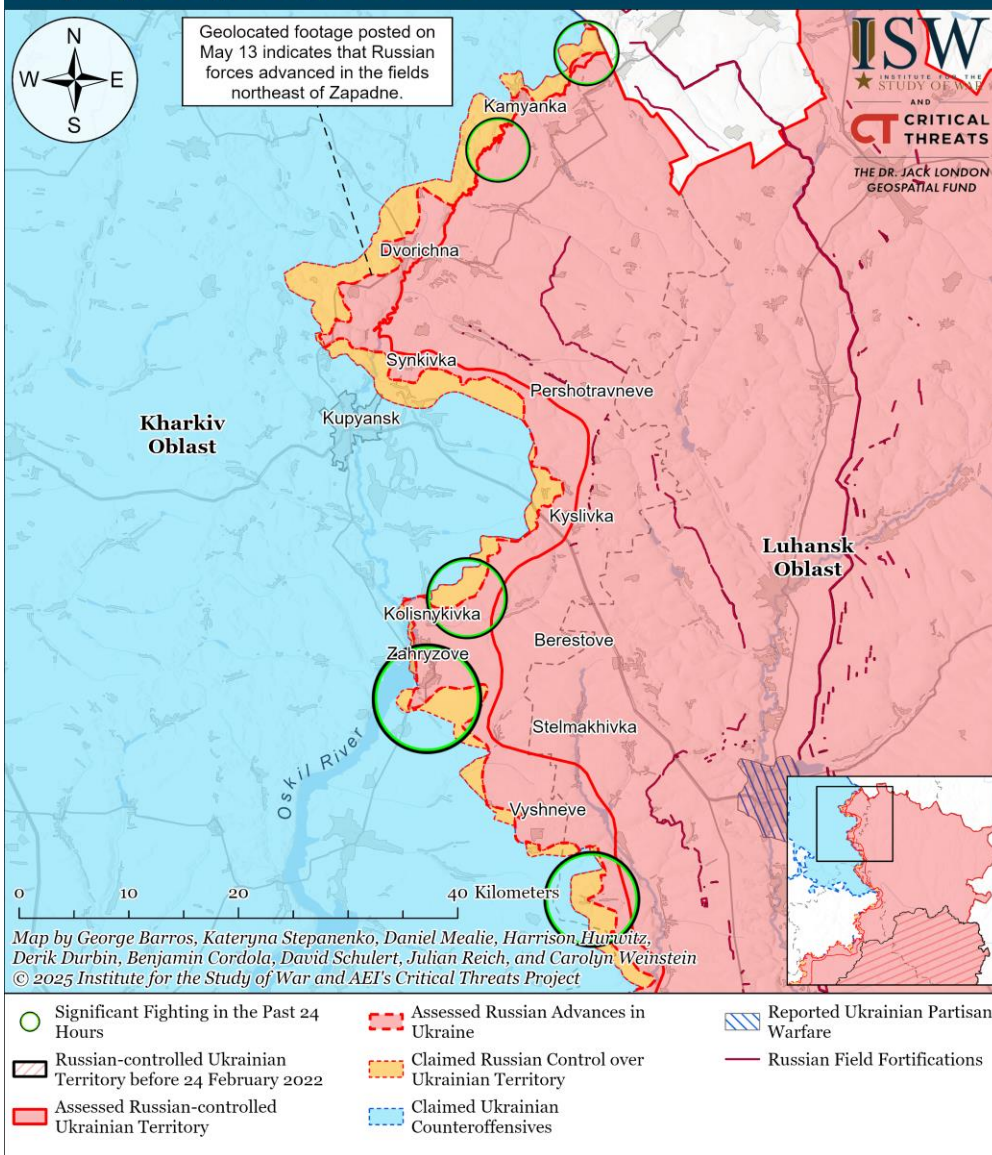 N
W E
S
Geolocated footage posted on
May 13 indicates that Russian
forces advanced in the fields
northeast of Zapadne.
ISW
INSTITUTE FOR THE
STUDY OF WAR
AND
CT CRITICAL
THREATS
THE DR. JACK LONDON
GEOSPATIAL FUND
Kamyanka
Dvorichna
Synkivka
Pershotravneve
Kupyansk
Kharkiv
Oblast
Kyslivka
Luhansk
Oblast
Kolisnykivka
Berestove
Zahryzove
Stelmakhivka
Oskil River
Vyshneve
0 10 20 40 Kilometers
Map by George Barros, Kateryna Stepanenko, Daniel Mealie, Harrison Hurwitz,
Derik Durbin, Benjamin Cordola, David Schulert, Julian Reich, and Carolyn Weinstein
© 2025 Institute for the Study of War and AEI's Critical Threats Project
Significant Fighting in the Past 24
Hours
Russian-controlled Ukrainian
Territory before 24 February 2022
Assessed Russian-controlled
Ukrainian Territory
Assessed Russian Advances in
Ukraine
Claimed Russian Control over
Ukrainian Territory
Claimed Ukrainian
Counteroffensives
Reported Ukrainian Partisan
Warfare
Russian Field Fortifications